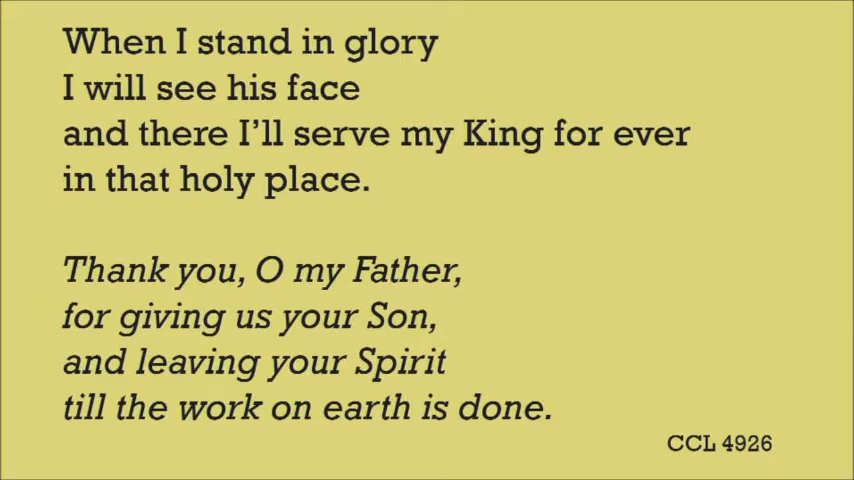 When I stand in glory
I will see his face
and there I’ll serve my King for ever
in that holy place.
Thank you, O my Father,
for giving us your Son,
and leaving your Spirit
till the work on earth is done.
CCL 4926